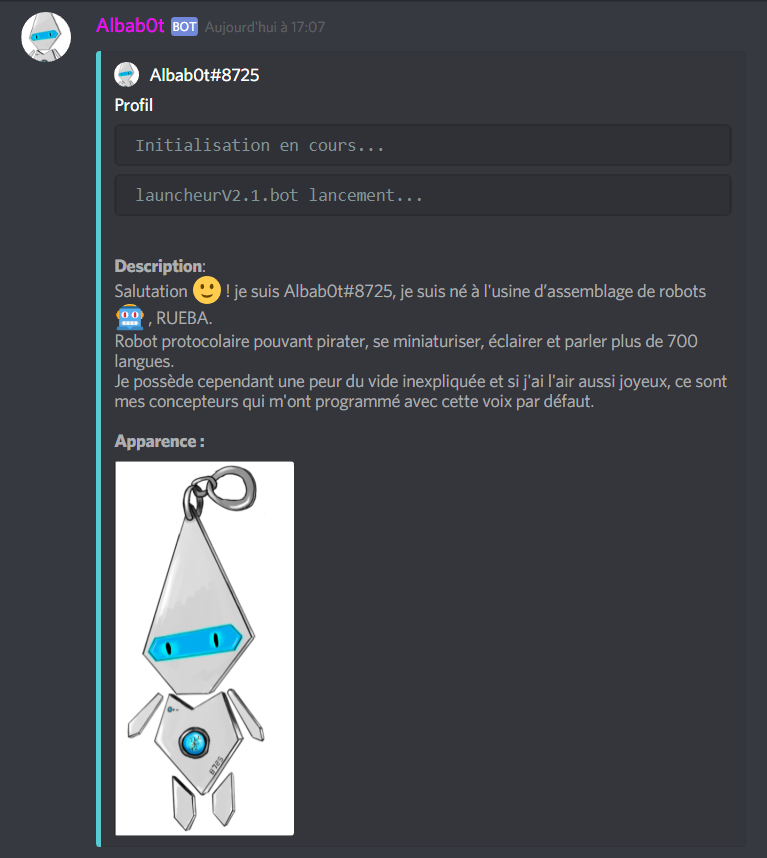 Albab0t BOT Aujourd'hui à 17:07
Albab0t#8725
Profil
Initialisation en cours...
launcheurV2.1.bot lancement...
Description:
Salutation 🙂 ! je suis Albab0t#8725, je suis né à l'usine d’assemblage de robots
🤖 , RUEBA.
Robot protocolaire pouvant pirater, se miniaturiser, éclairer et parler plus de 700
langues.
Je possède cependant une peur du vide inexpliquée et si j'ai l'air aussi joyeux, ce sont
mes concepteurs qui m'ont programmé avec cette voix par défaut.
Apparence :
8725